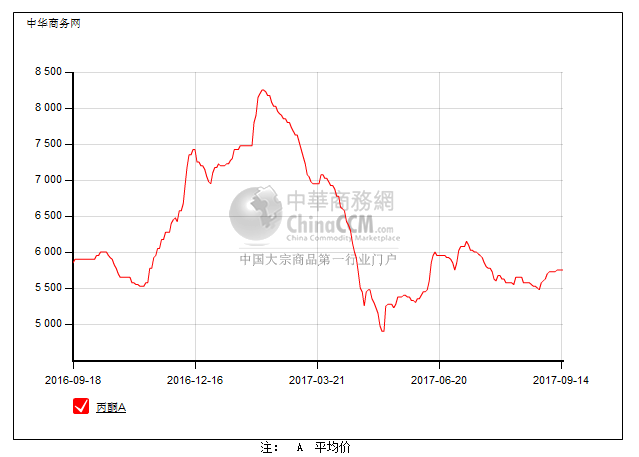 中华商务网
8 500
8 000
7 500
7 000
6 500
6 000
5 500
5 000
中華商務網
ChinaCCM.com
China Commodity Marketplace
中国大宗商品第一行业门户
2016-09-18 2016-12-16 2017-03-21 2017-06-20 2017-09-14
丙酮A
注： A 平均价